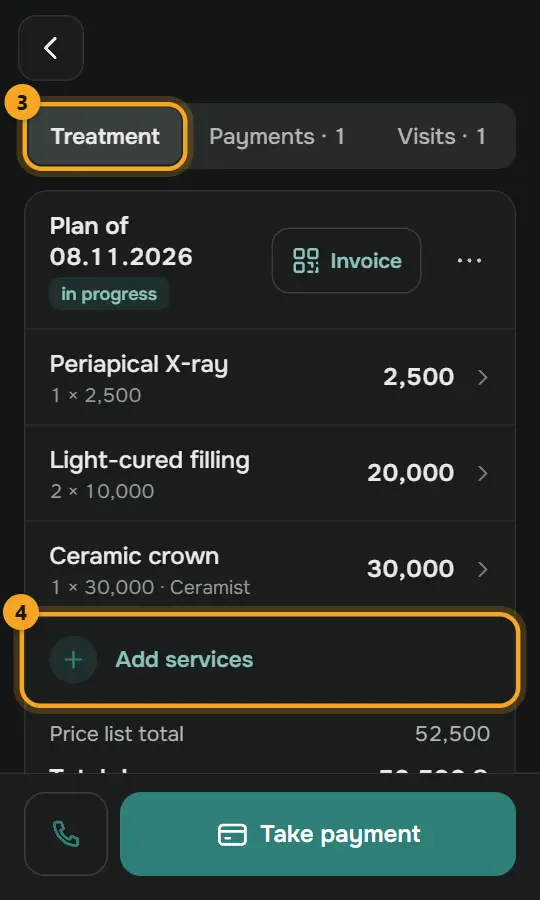 3
Treatment
Payments · 1
Visits · 1
Plan of
08.11.2026
in progress
Invoice
Periapical X-ray
2,500
1 × 2,500
Light-cured filling
20,000
2 × 10,000
Ceramic crown
30,000
1 × 30,000 · Ceramist
4
Add services
Price list total
52,500
Take payment